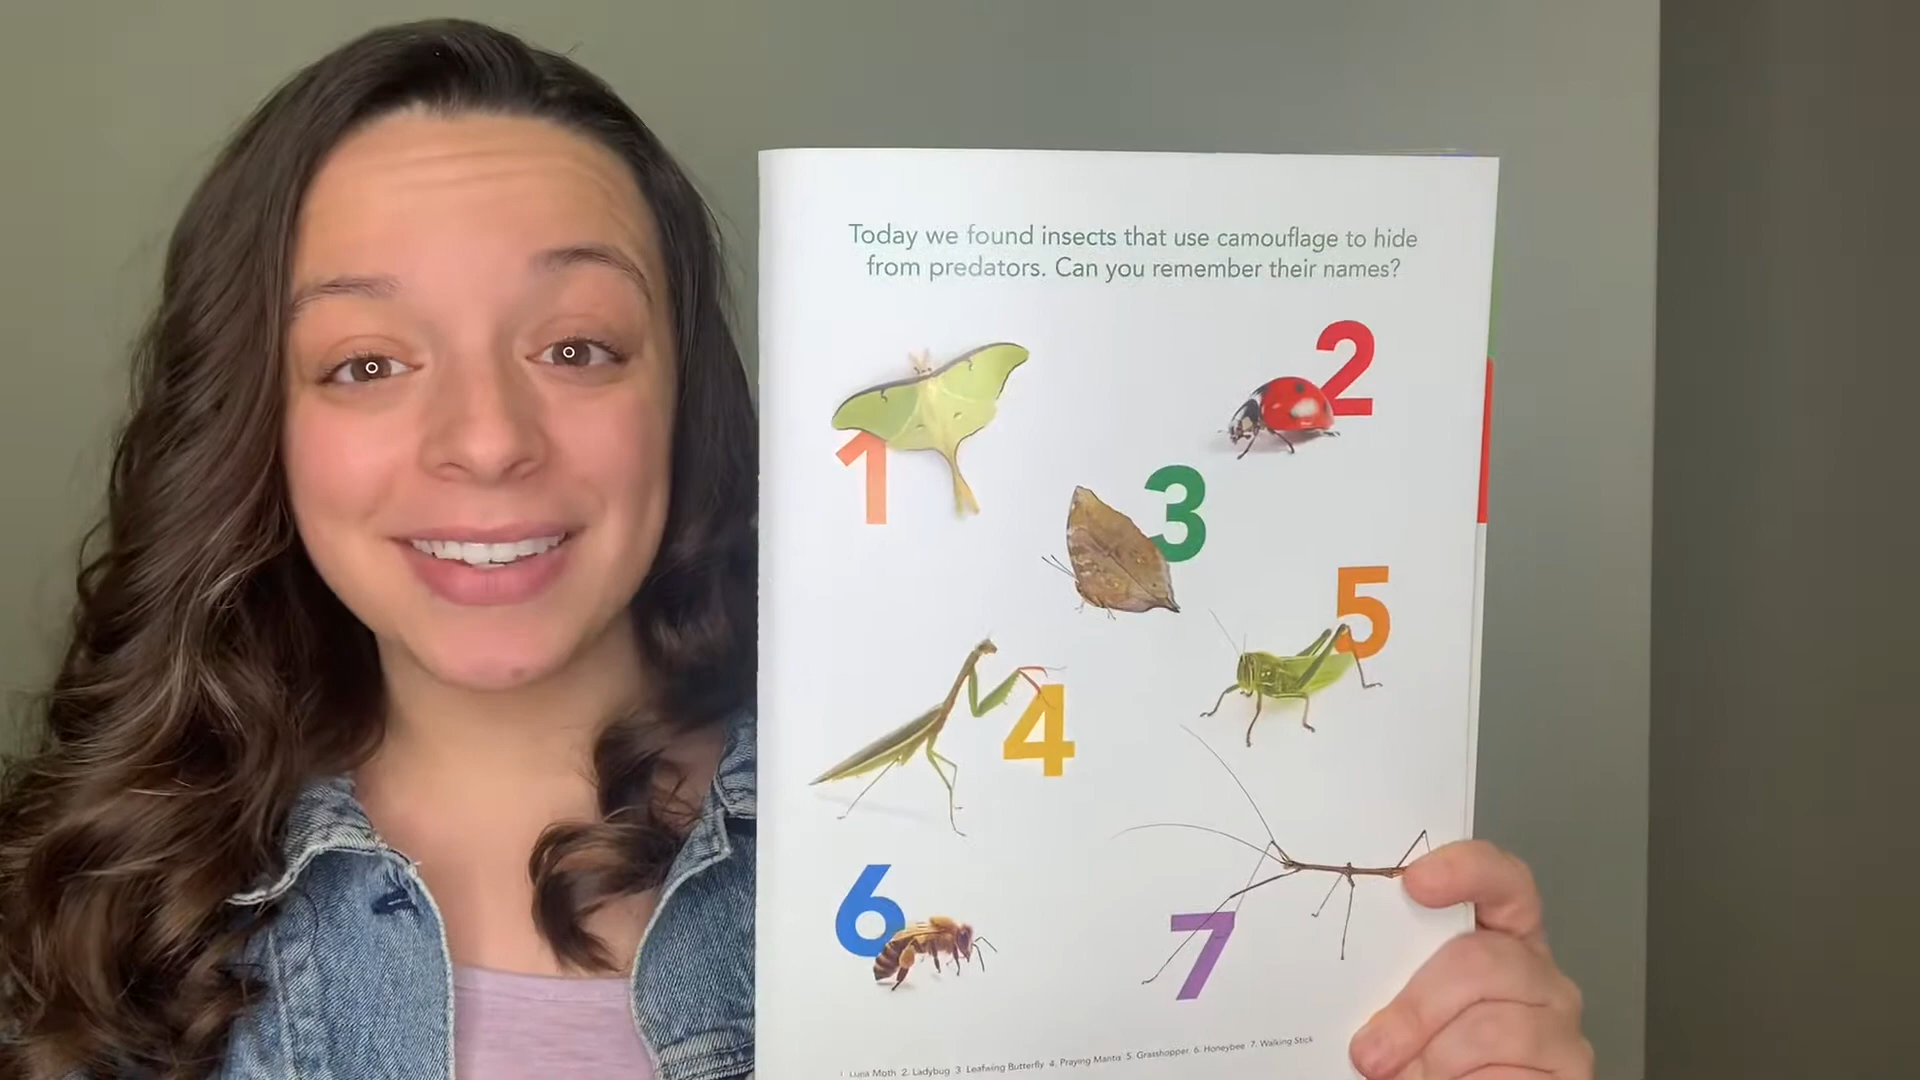 Today we found insects that use camouflage to hide
from predators. Can you remember their names?
1
2
3
4
5
6
7
1 Luna Moth 2. Ladybug 3 Leafwing Butterfly 4. Praying Mantis 5. Grasshopper 6. Honeybee 7. Walking Stick